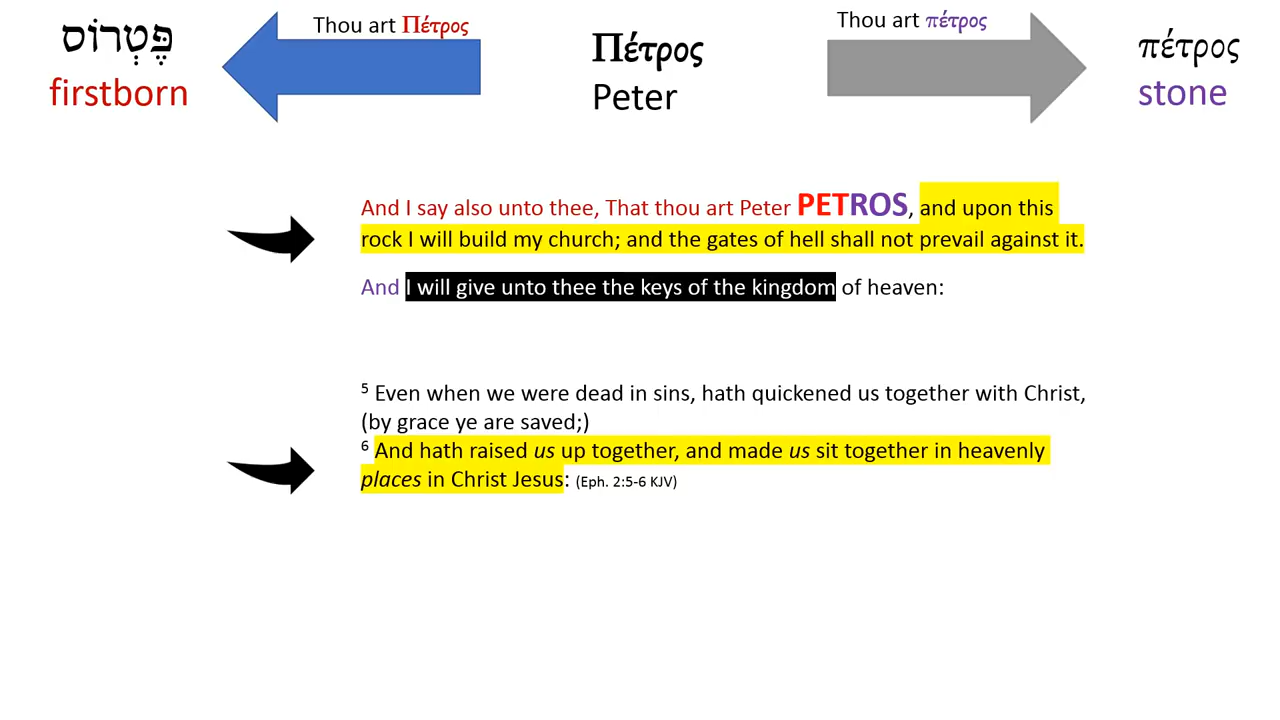 פֶּטְרוֹס
firstborn
Thou art Πέτρος
Πέτρος
Peter
Thou art πέτρος
πέτρος
stone
And I say also unto thee, That thou art Peter PETROS, and upon this
rock I will build my church; and the gates of hell shall not prevail against it.
And I will give unto thee the keys of the kingdom of heaven:
5 Even when we were dead in sins, hath quickened us together with Christ,
(by grace ye are saved;)
6 And hath raised us up together, and made us sit together in heavenly
places in Christ Jesus: (Eph. 2:5-6 KJV)